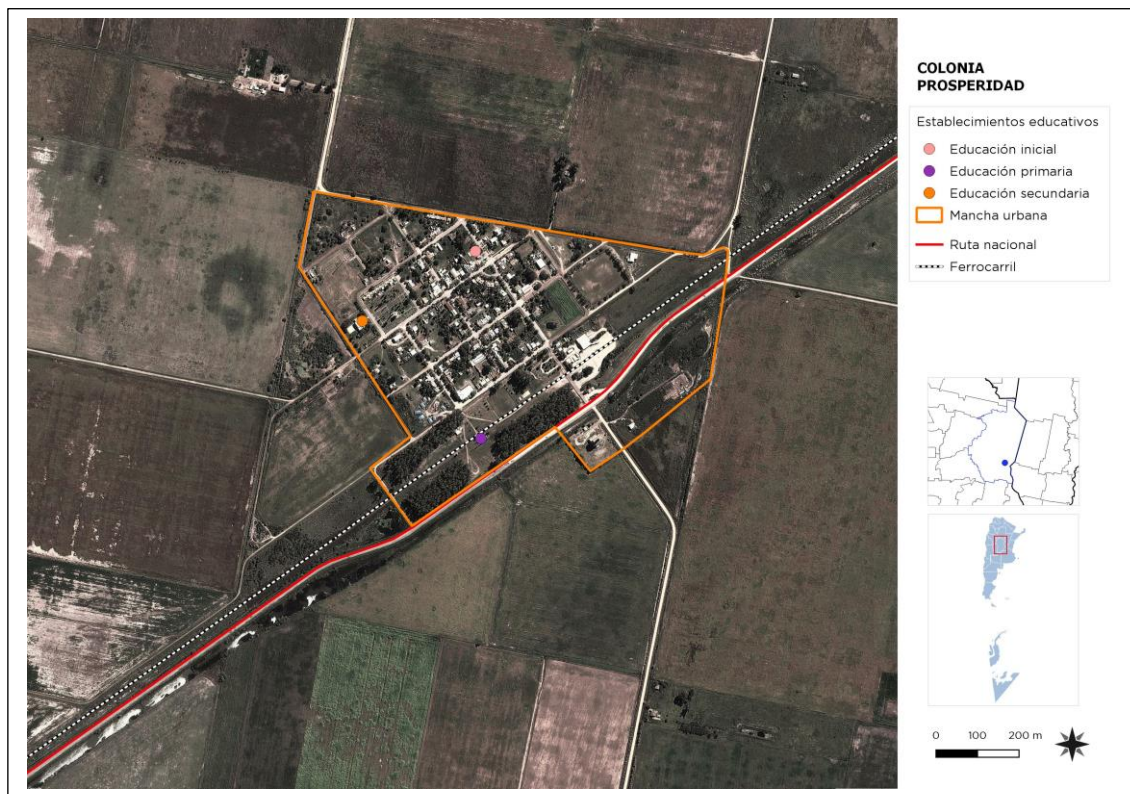 COLONIA
PROSPERIDAD
Establecimientos educativos
Educación inicial
Educación primaria
Educación secundaria
Mancha urbana
Ruta nacional
Ferrocarril
0 100 200 m